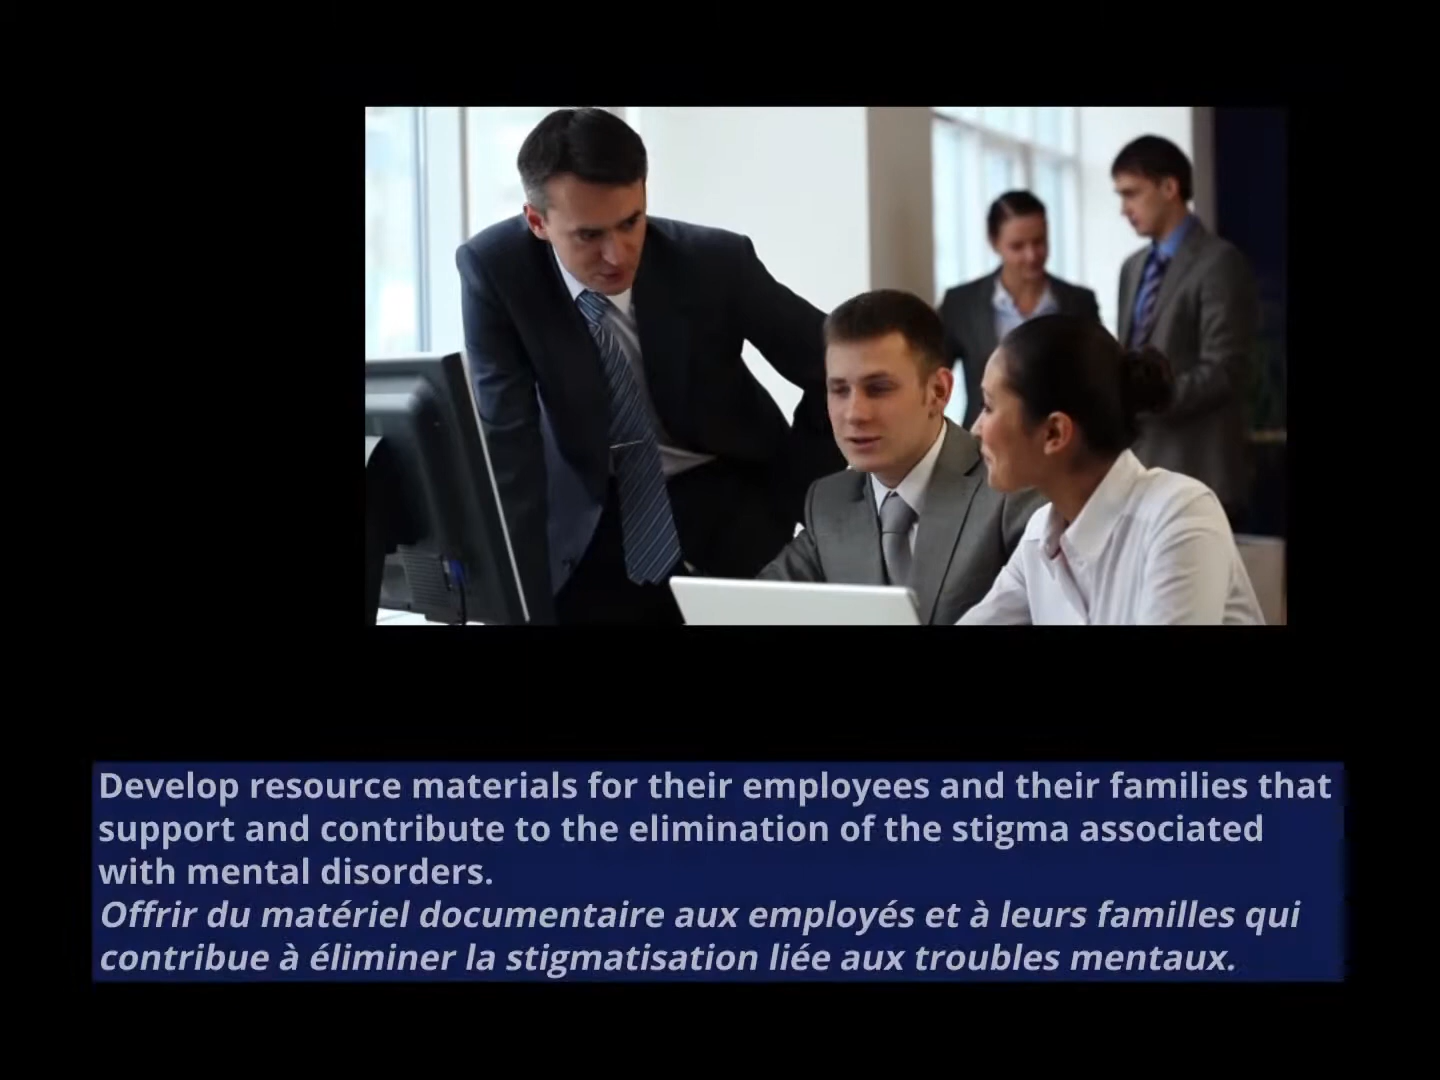 Develop resource materials for their employees and their families that
support and contribute to the elimination of the stigma associated
with mental disorders.
Offrir du matériel documentaire aux employés et à leurs familles qui
contribue à éliminer la stigmatisation liée aux troubles mentaux.